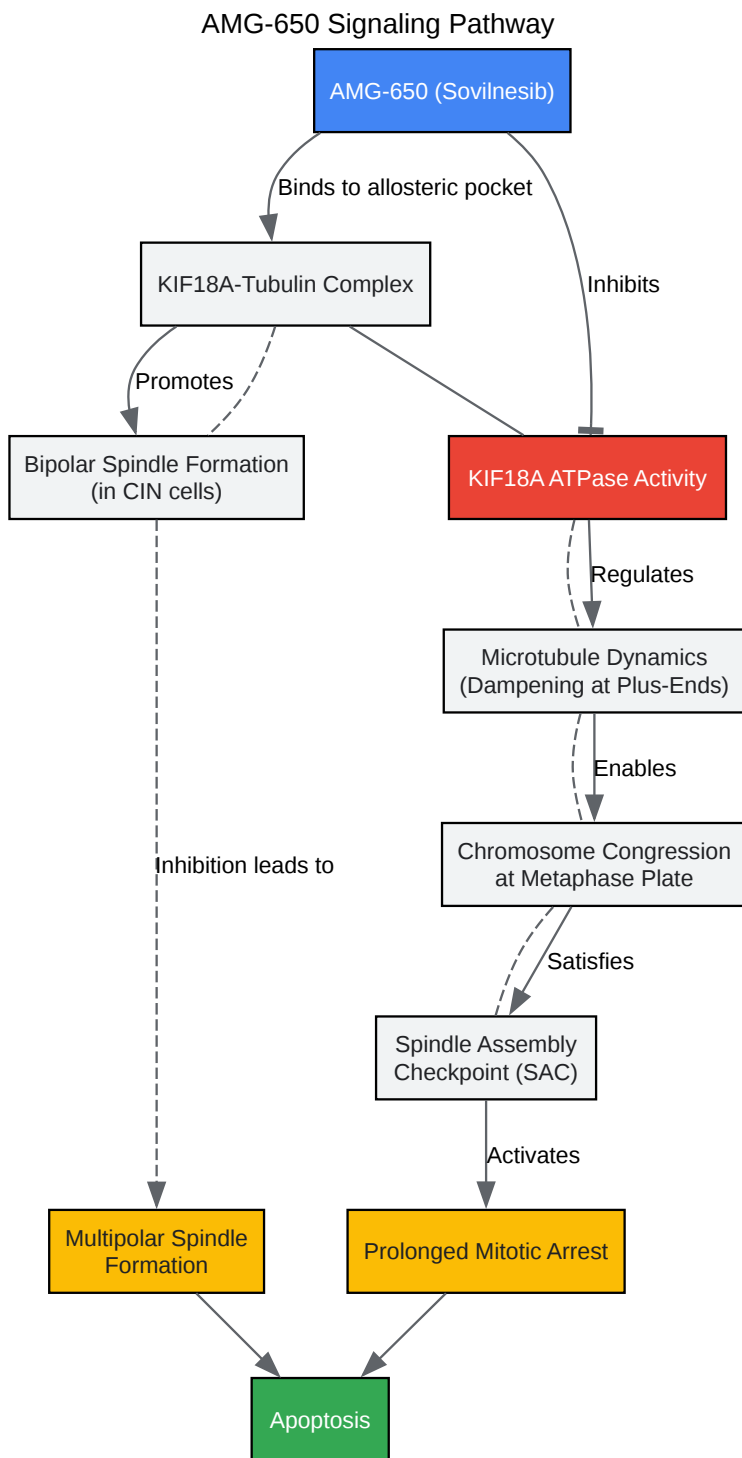 AMG-650 Signaling Pathway
AMG-650 (Sovilnesib)
Binds to allosteric pocket
Inhibits
KIF18A-Tubulin Complex
Promotes
Bipolar Spindle Formation
(in CIN cells)
KIF18A ATPase Activity
Regulates
Microtubule Dynamics
(Dampening at Plus-Ends)
Enables
Chromosome Congression
at Metaphase Plate
Inhibition leads to
Satisfies
Spindle Assembly
Checkpoint (SAC)
Activates
Multipolar Spindle
Formation
Prolonged Mitotic Arrest
Apoptosis